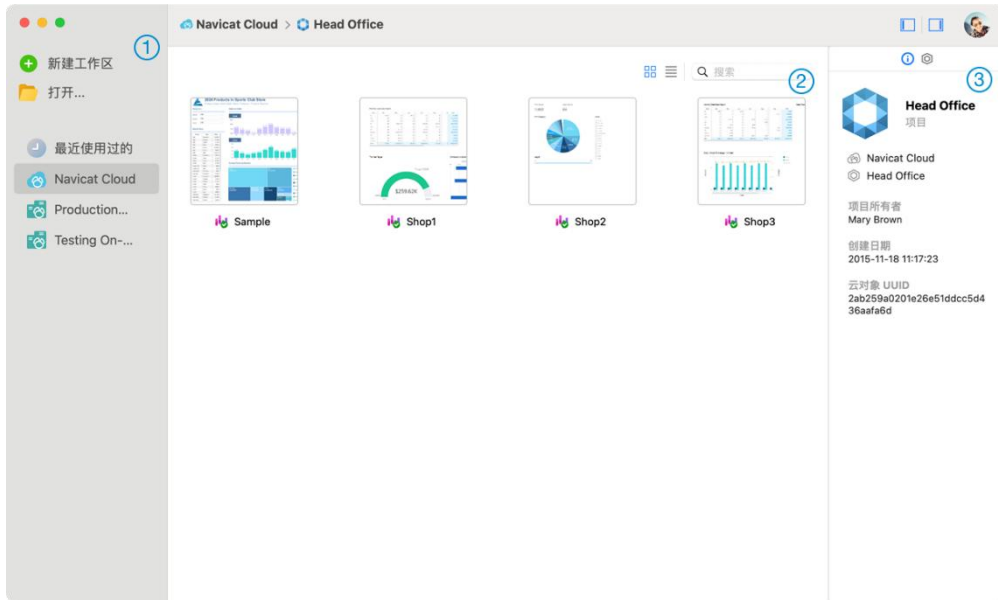 Navicat Cloud > Head Office
①
新建工作区
打开...
最近使用过的
Navicat Cloud
Production...
Testing On-...
搜索
②
Sample
Shop1
Shop2
Shop3
③
Head Office
项目
Navicat Cloud
Head Office
项目所有者
Mary Brown
创建日期
2015-11-18 11:17:23
云对象 UUID
2ab259a0201e26e51ddcc5d4
36aafa6d